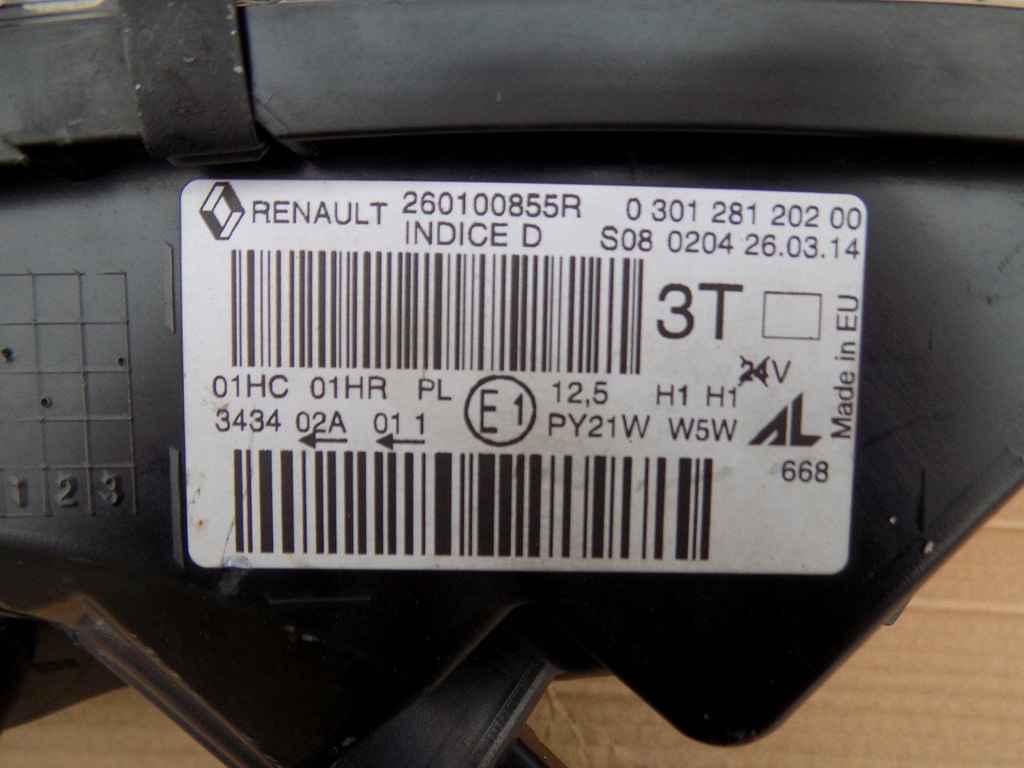 RENAULT 260100855R 0 301 281 202 00
INDICE D S08 0204 26.03.14
3T
Made in EU
24V
01HC 01HR PL E1 12,5 H1 H1
3434 02A 01 1 PY21W W5W AL
668
1 2 3